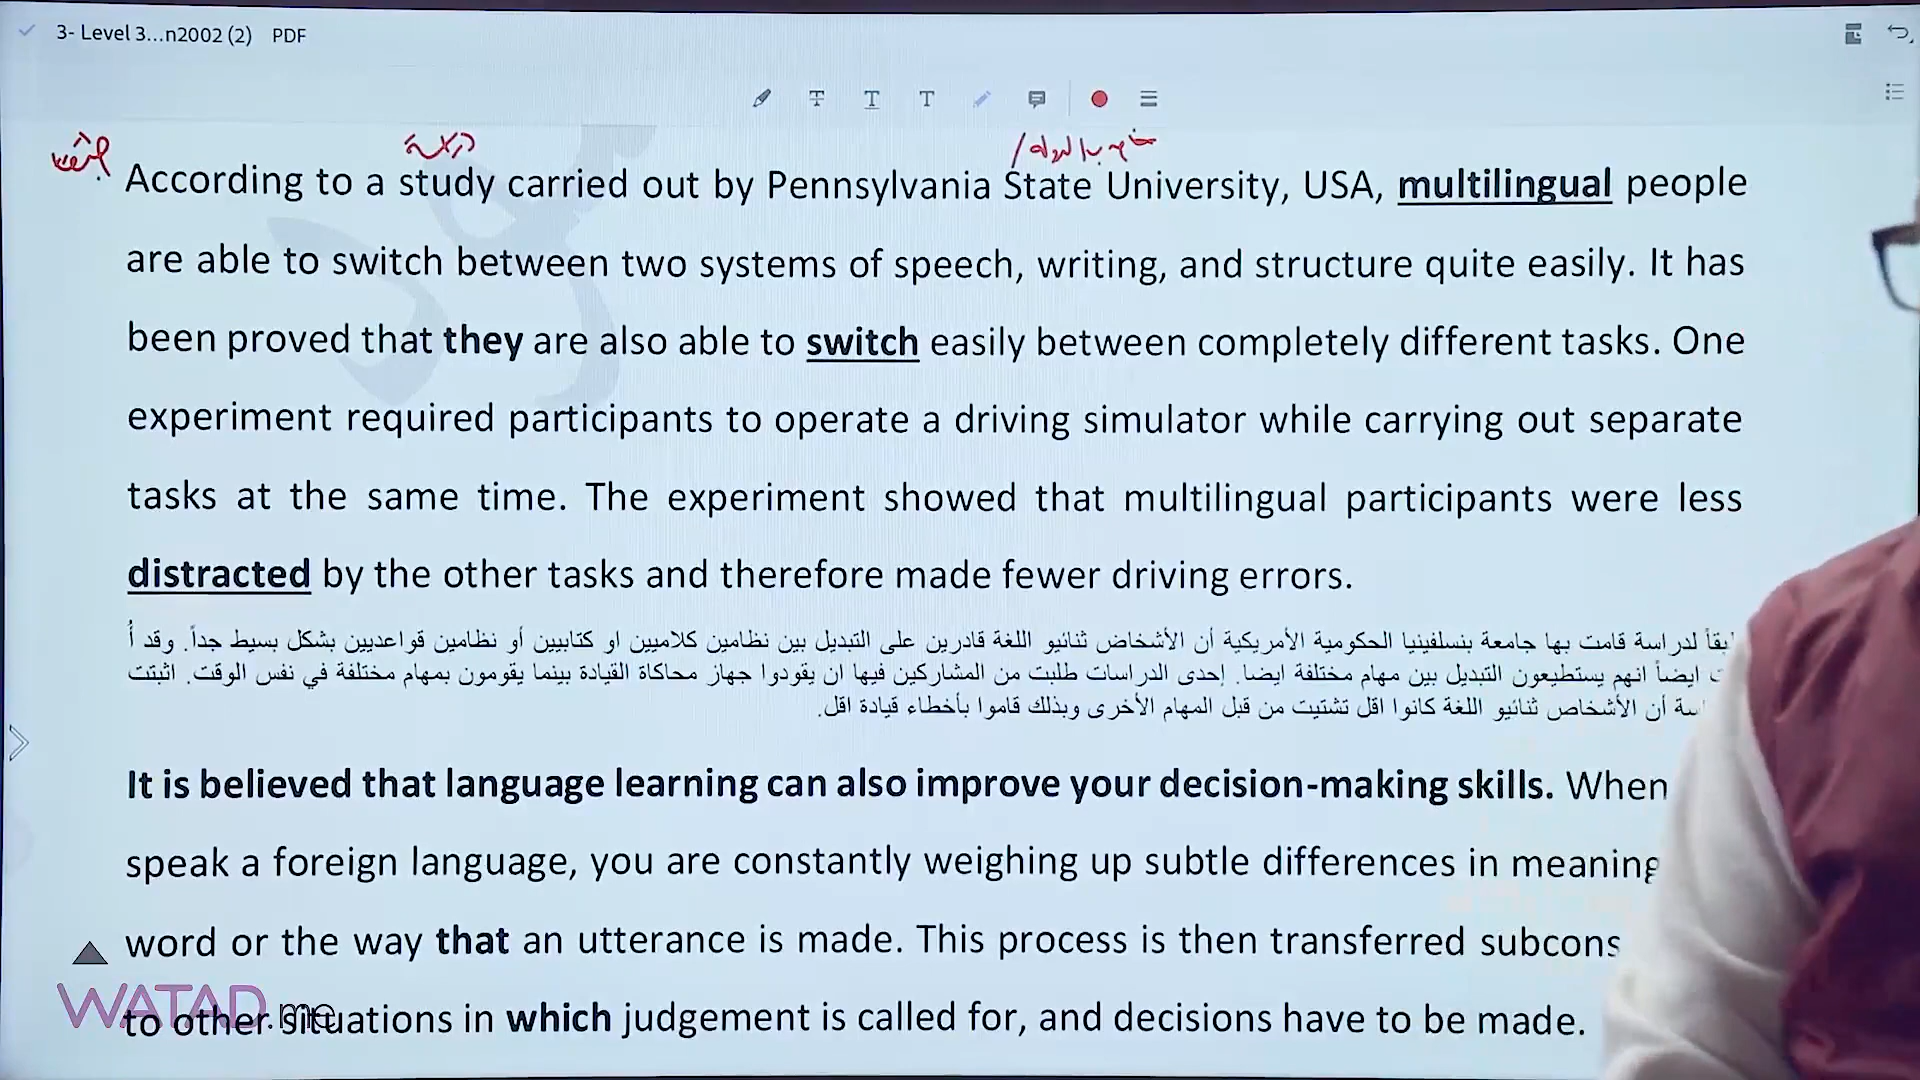 3- Level 3...n2002 (2) PDF
دراسة
According to a study carried out by Pennsylvania State University, USA, multilingual people
are able to switch between two systems of speech, writing, and structure quite easily. It has
been proved that they are also able to switch easily between completely different tasks. One
experiment required participants to operate a driving simulator while carrying out separate
tasks at the same time. The experiment showed that multilingual participants were less
distracted by the other tasks and therefore made fewer driving errors.
لدراسة قامت بها جامعة بنسلفينيا الحكومية الأمريكية أن الأشخاص ثنائيو اللغة قادرين على التبديل بين نظامين كلاميين او كتابيين أو نظامين قواعديين بشكل بسيط جداً. وقد أُ
ايضاً انهم يستطيعون التبديل بين مهام مختلفة ايضا. إحدى الدراسات طلبت من المشاركين فيها ان يقودوا جهاز محاكاة القيادة بينما يقومون بمهام مختلفة في نفس الوقت. اثبتت
أن الأشخاص ثنائيو اللغة كانوا اقل تشتيت من قبل المهام الأخرى وبذلك قاموا بأخطاء قيادة اقل.
It is believed that language learning can also improve your decision-making skills. When
speak a foreign language, you are constantly weighing up subtle differences in meaning
word or the way that an utterance is made. This process is then transferred subcons
to other situations in which judgement is called for, and decisions have to be made.
WATAD.me